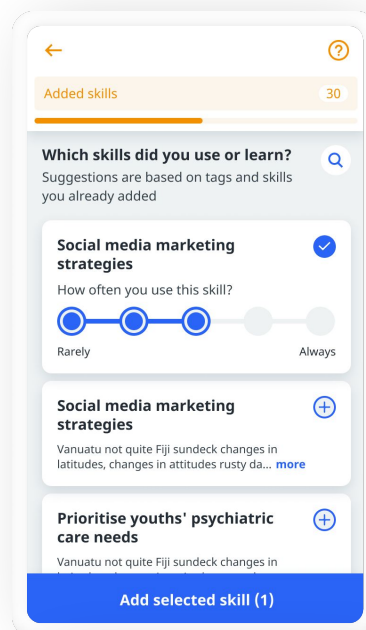 Added skills 30
Which skills did you use or learn?
Suggestions are based on tags and skills
you already added
Social media marketing
strategies
How often you use this skill?
Rarely Always
Social media marketing
strategies
Vanuatu not quite Fiji sundeck changes in
latitudes, changes in attitudes rusty da... more
Prioritise youths' psychiatric
care needs
Vanuatu not quite Fiji sundeck changes in
Add selected skill (1)